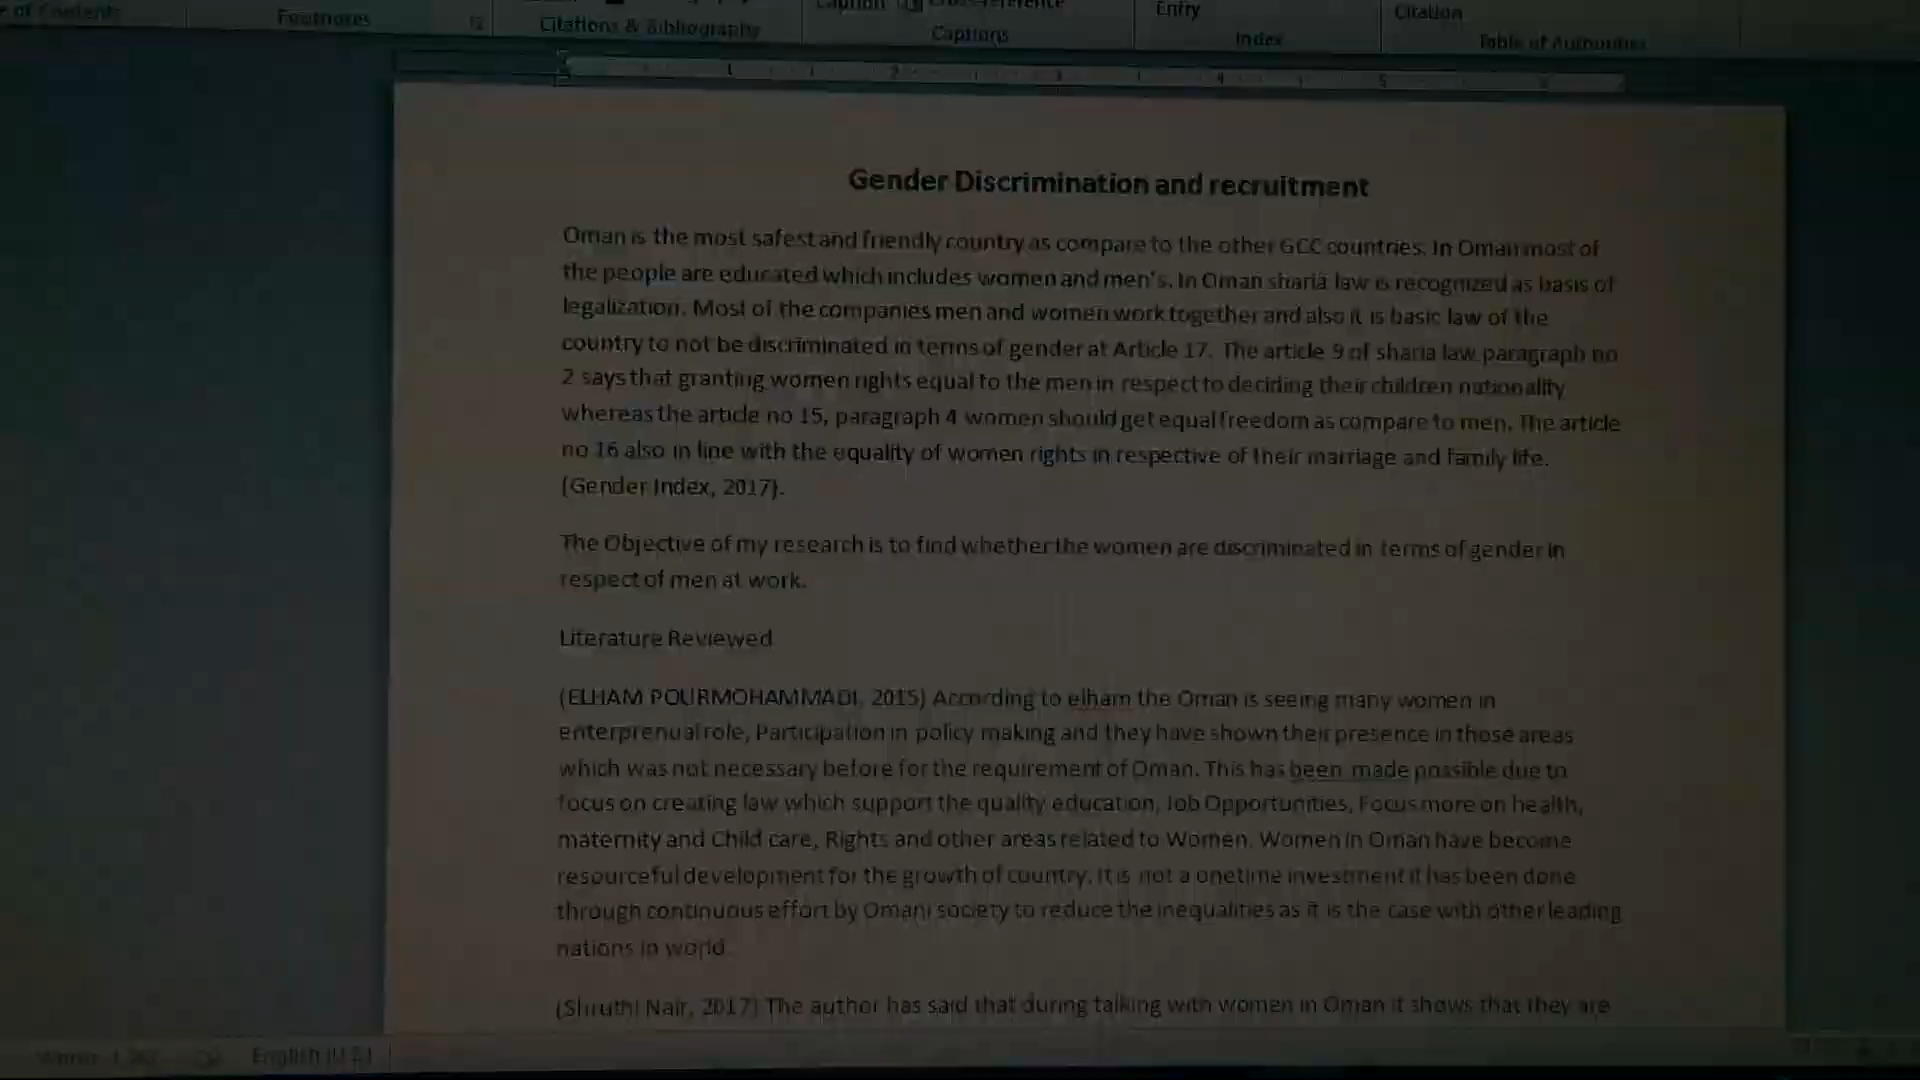 of Contents
Footnotes
Citations & Bibliography
Caption
Captions
Entry
Index
Citation
Table of Authorities
1 2 3 4 5
Gender Discrimination and recruitment
Oman is the most safest and friendly country as compare to the other GCC countries. In Oman most of
the people are educated which includes women and men's. In Oman sharia law is recognized as basis of
legalization. Most of the companies men and women work together and also it is basic law of the
country to not be discriminated in terms of gender at Article 17. The article 9 of sharia law paragraph no
2 says that granting women rights equal to the men in respect to deciding their children nationality
whereas the article no 15, paragraph 4 women should get equal freedom as compare to men. The article
no 16 also in line with the equality of women rights in respective of their marriage and family life.
(Gender Index, 2017).
The Objective of my research is to find whether the women are discriminated in terms of gender in
respect of men at work.
Literature Reviewed
(ELHAM POURMOHAMMADI, 2015) According to elham the Oman is seeing many women in
enterprenual role, Participation in policy making and they have shown their presence in those areas
which was not necessary before for the requirement of Oman. This has been made possible due to
focus on creating law which support the quality education, Job Opportunities, Focus more on health,
maternity and Child care, Rights and other areas related to Women. Women in Oman have become
resourceful development for the growth of country. It is not a onetime investment it has been done
through continuous effort by Omani society to reduce the inequalities as it is the case with other leading
nations in world.
(Shruthi Nair, 2017) The author has said that during talking with women in Oman it shows that they are
English (U.S.)